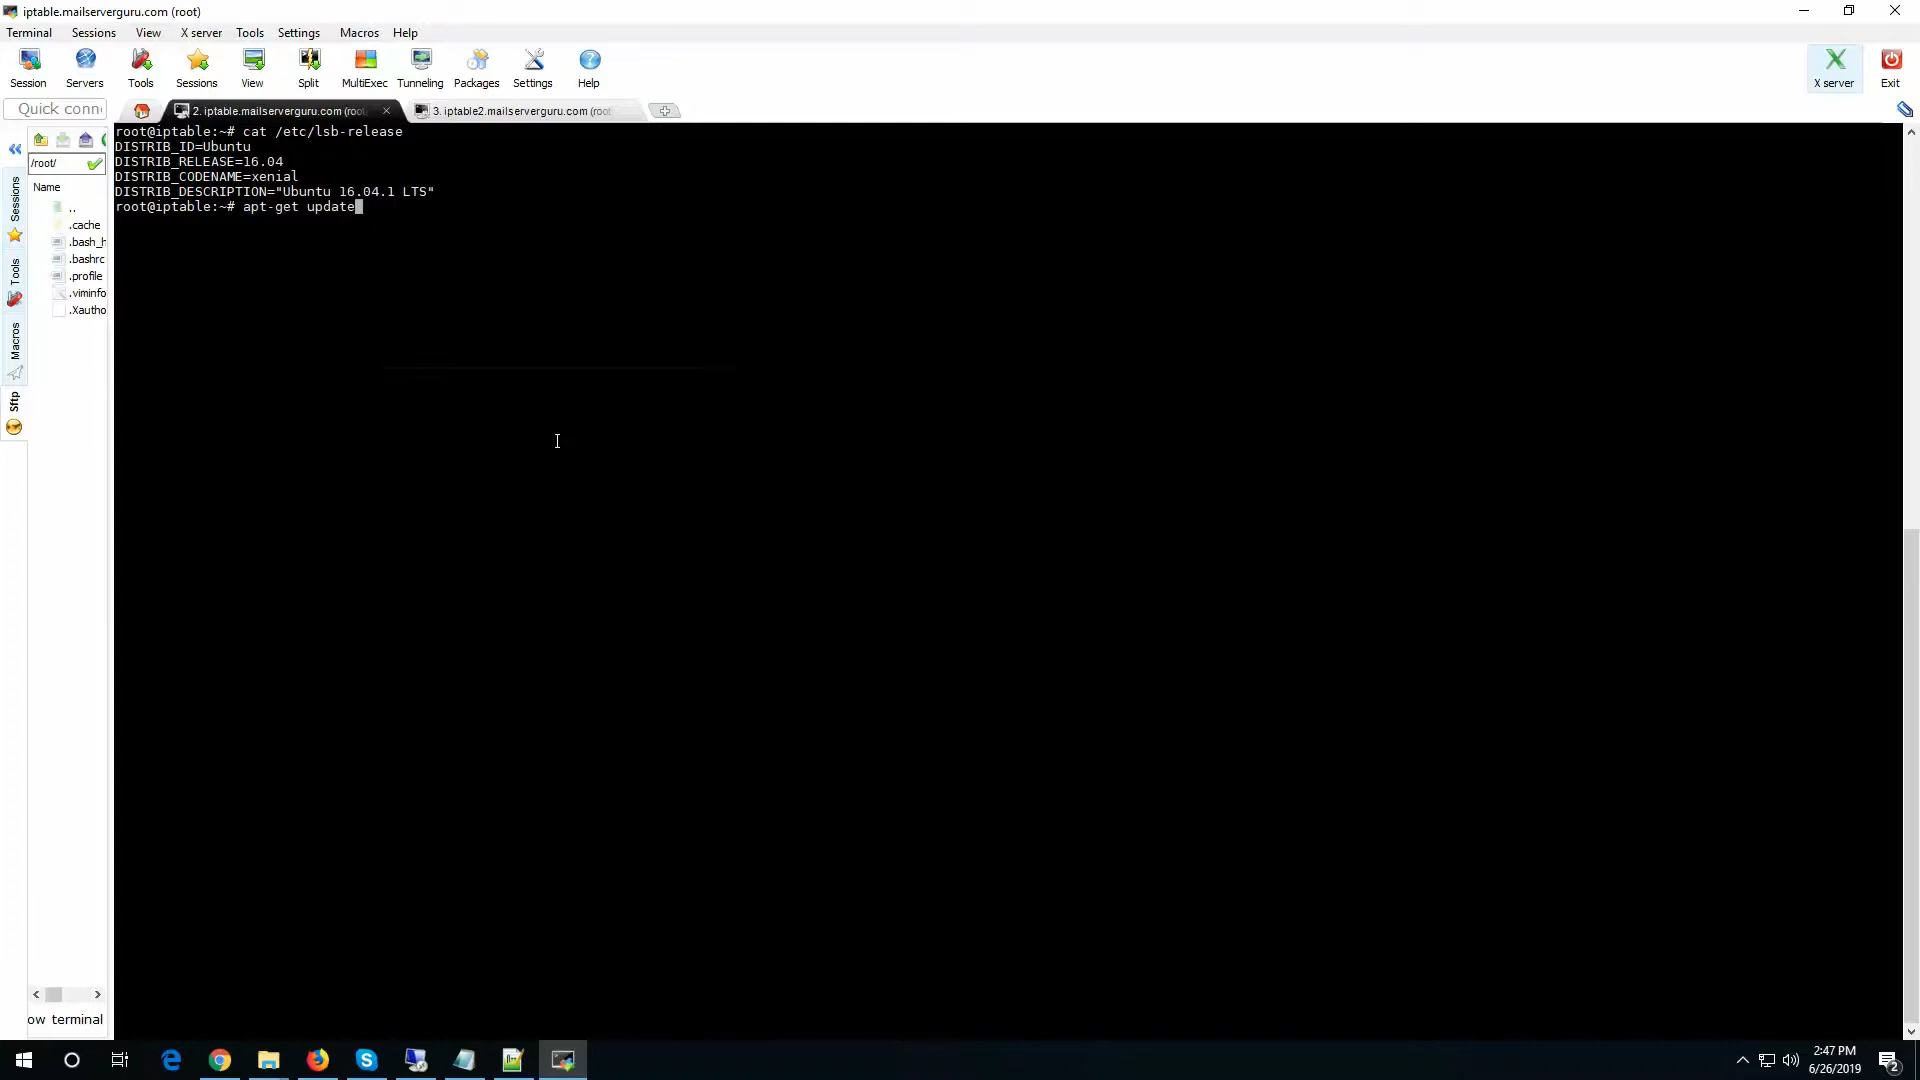 iptable.mailserverguru.com (root)
Terminal Sessions View X server Tools Settings Macros Help
Session Servers Tools Sessions View Split MultiExec Tunneling Packages Settings Help X server Exit
Quick conn
2. iptable.mailserverguru.com (root
3. iptable2.mailserverguru.com (root
/root/
Name
..
.cache
.bash_h
.bashrc
.profile
.viminfo
.Xautho
Sessions
Tools
Macros
Sftp
root@iptable:~# cat /etc/lsb-release
DISTRIB_ID=Ubuntu
DISTRIB_RELEASE=16.04
DISTRIB_CODENAME=xenial
DISTRIB_DESCRIPTION="Ubuntu 16.04.1 LTS"
root@iptable:~# apt-get update
ow terminal
2:47 PM
6/26/2019
2